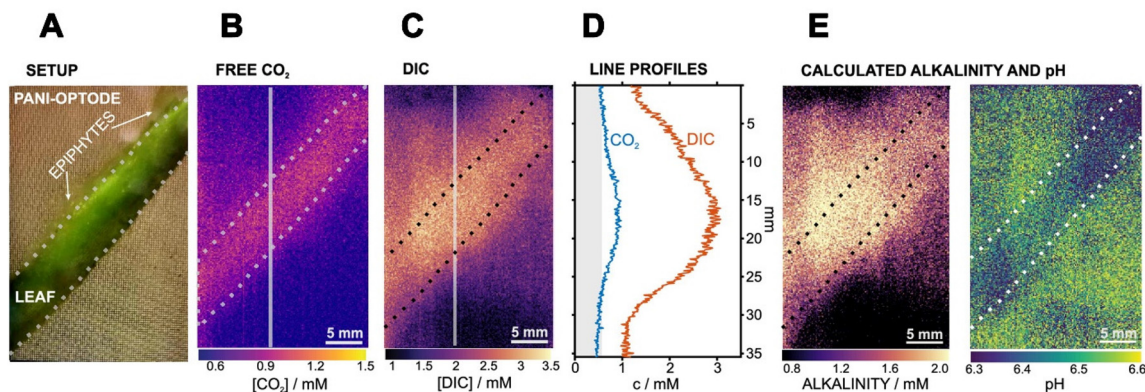 A
B
C
D
E
SETUP
FREE CO₂
DIC
LINE PROFILES
CALCULATED ALKALINITY AND pH
PANI-OPTODE
EPIPHYTES
LEAF
5 mm
0.6 0.9 1.2 1.5
[CO₂] / mM
5 mm
1 1.5 2 2.5 3 3.5
[DIC] / mM
CO₂
DIC
5
10
15
20
25
30
35
mm
0 1 2 3
c / mM
5 mm
0.8 1.2 1.6 2.0
ALKALINITY / mM
5 mm
6.3 6.4 6.5 6.6
pH